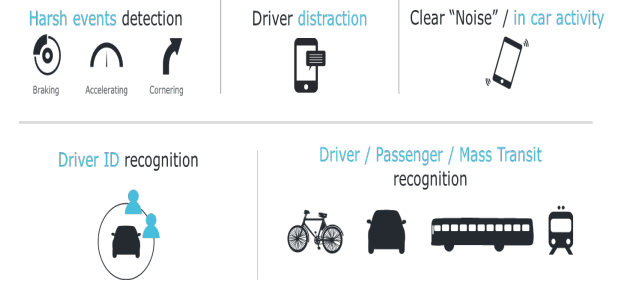 Harsh events detection
Braking
Accelerating
Cornering
Driver distraction
Clear “Noise” / in car activity
Driver ID recognition
Driver / Passenger / Mass Transit
recognition